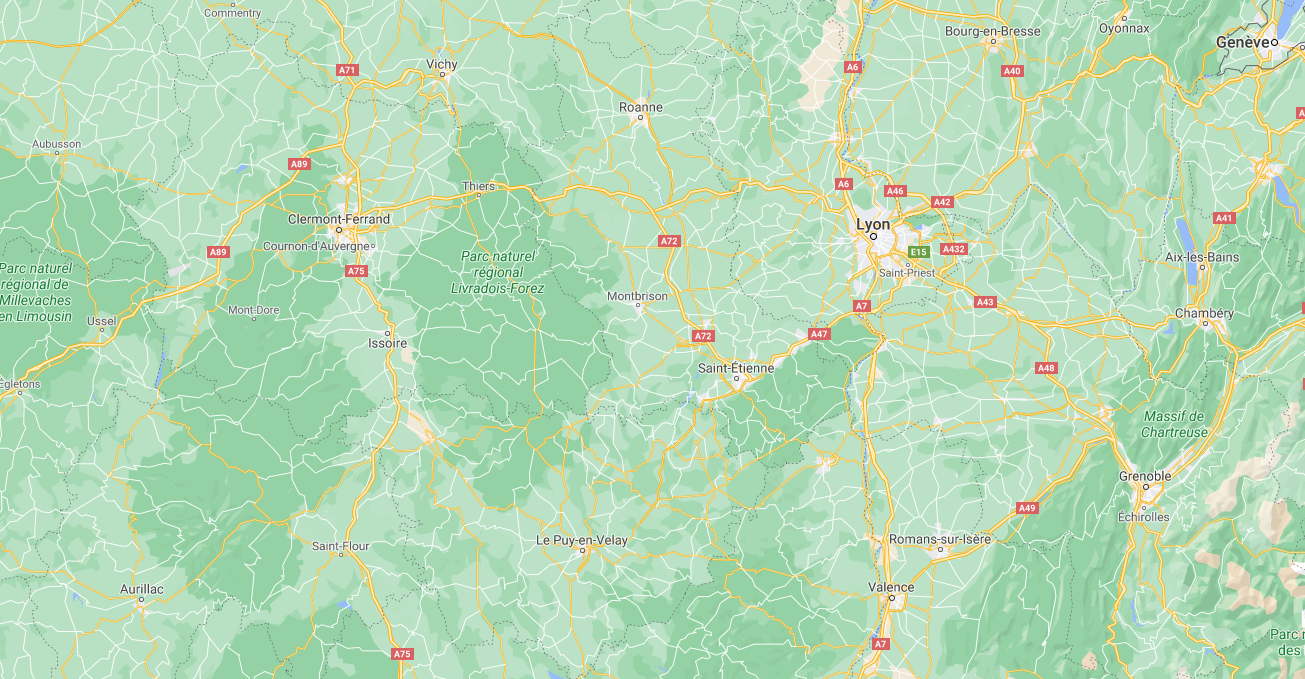 Commentry
Oyonnax
Bourg-en-Bresse
Genève
Vichy
A71
A6
A40
Roanne
A
Aubusson
A89
Thiers
A6
A46
A42
Clermont-Ferrand
A41
Lyon
Cournon-d'Auvergne
A89
A72
E15
A432
Parc naturel
régional
Livradois-Forez
Aix-les-Bains
Saint-Priest
A75
Parc naturel
régional de
Millevaches
en Limousin
Montbrison
A7
A43
Mont-Dore
Chambéry
Ussel
Issoire
A72
A47
Saint-Étienne
A48
Égletons
Massif de
Chartreuse
Grenoble
A49
Échirolles
Saint-Flour
Le Puy-en-Velay
Romans-sur-Isère
Aurillac
Valence
A75
A7
Parc
des